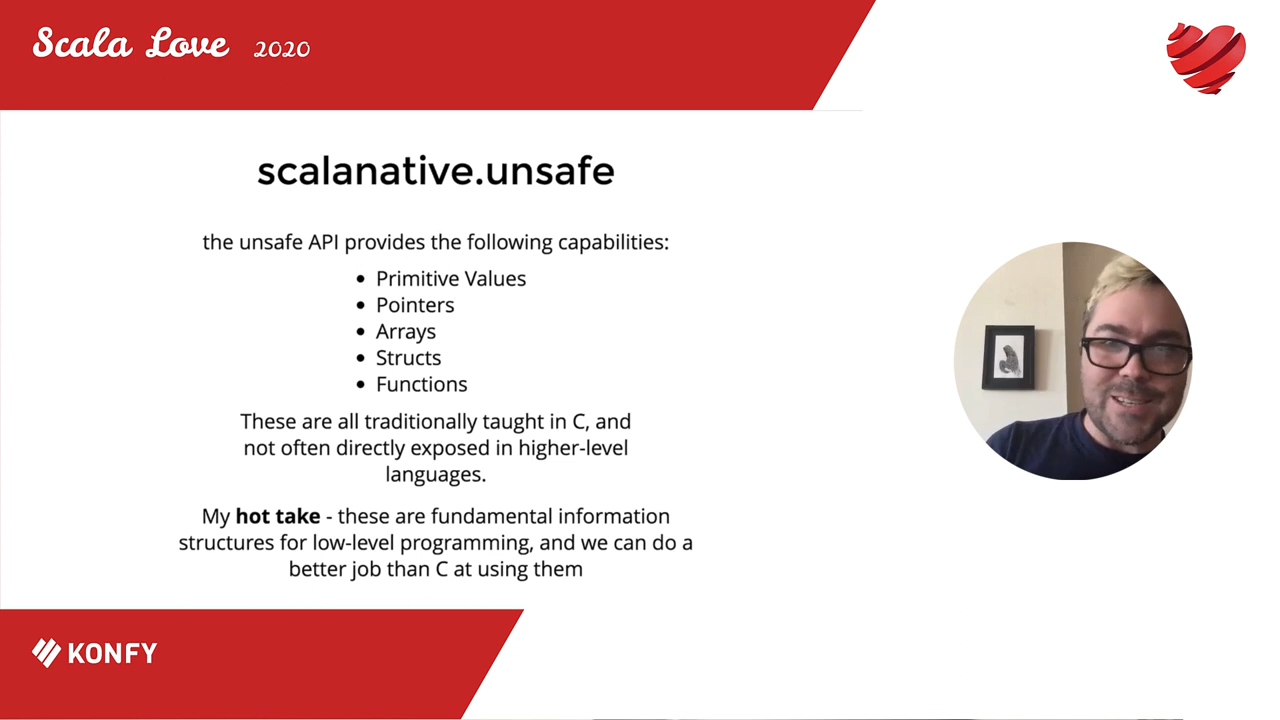 Scala Love 2020
scalanative.unsafe
the unsafe API provides the following capabilities:
• Primitive Values
• Pointers
• Arrays
• Structs
• Functions
These are all traditionally taught in C, and
not often directly exposed in higher-level
languages.
My hot take - these are fundamental information
structures for low-level programming, and we can do a
better job than C at using them
KONFY